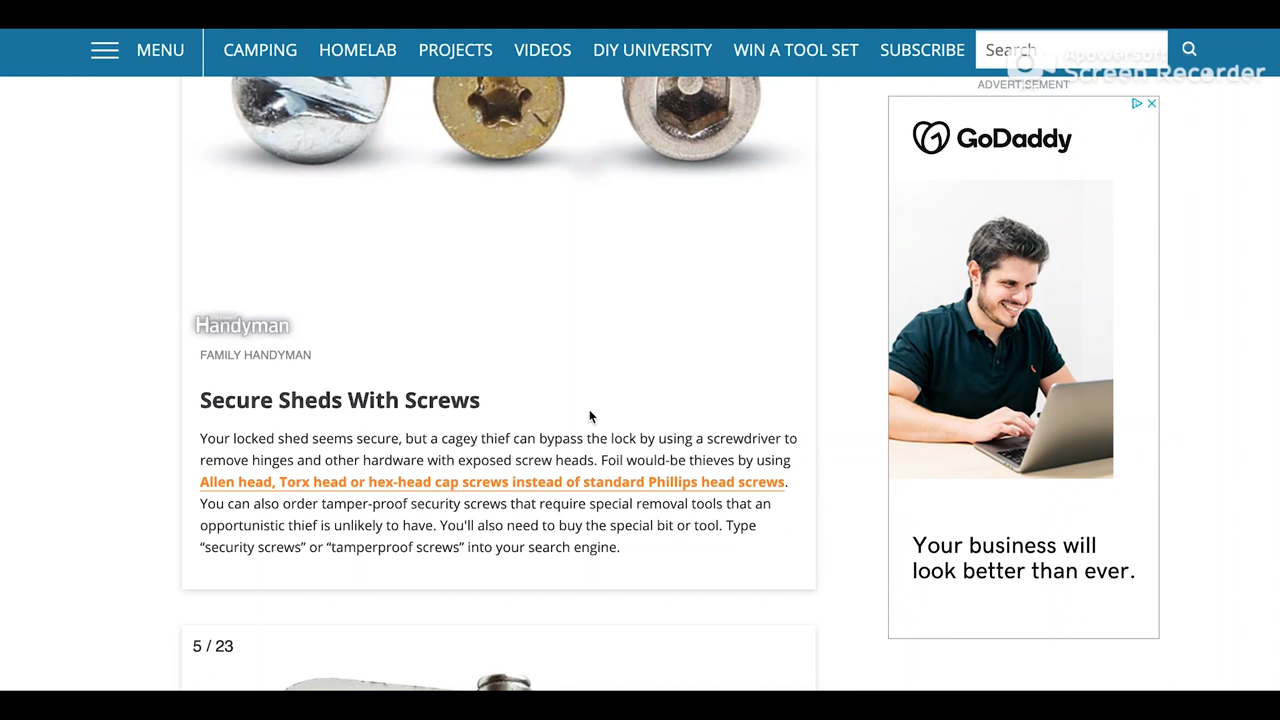 MENU CAMPING HOMELAB PROJECTS VIDEOS DIY UNIVERSITY WIN A TOOL SET SUBSCRIBE Search
Apowersoft
Screen Recorder
ADVERTISEMENT
GoDaddy
Handyman
FAMILY HANDYMAN
Secure Sheds With Screws
Your locked shed seems secure, but a cagey thief can bypass the lock by using a screwdriver to
remove hinges and other hardware with exposed screw heads. Foil would-be thieves by using
Allen head, Torx head or hex-head cap screws instead of standard Phillips head screws.
You can also order tamper-proof security screws that require special removal tools that an
opportunistic thief is unlikely to have. You'll also need to buy the special bit or tool. Type
“security screws” or “tamperproof screws” into your search engine.
Your business will
look better than ever.
5 / 23